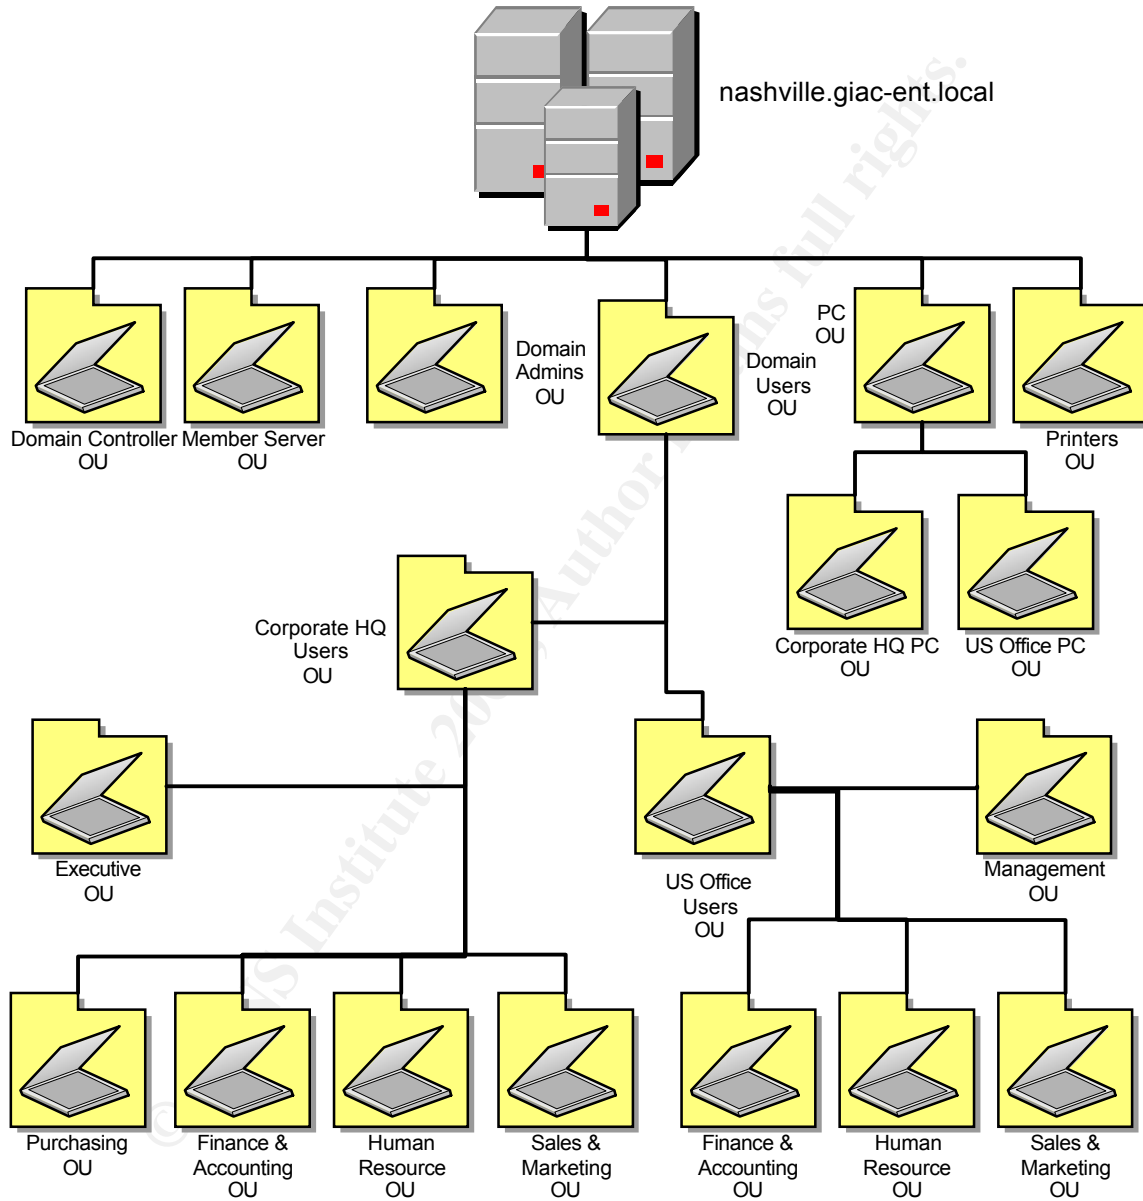 nashville.giac-ent.local
Domain Controller
OU
Member Server
OU
Domain
Admins
OU
Domain
Users
OU
PC
OU
Printers
OU
Corporate HQ PC
OU
US Office PC
OU
Corporate HQ
Users
OU
Executive
OU
US Office
Users
OU
Management
OU
Purchasing
OU
Finance &
Accounting
OU
Human
Resource
OU
Sales &
Marketing
OU
Finance &
Accounting
OU
Human
Resource
OU
Sales &
Marketing
OU